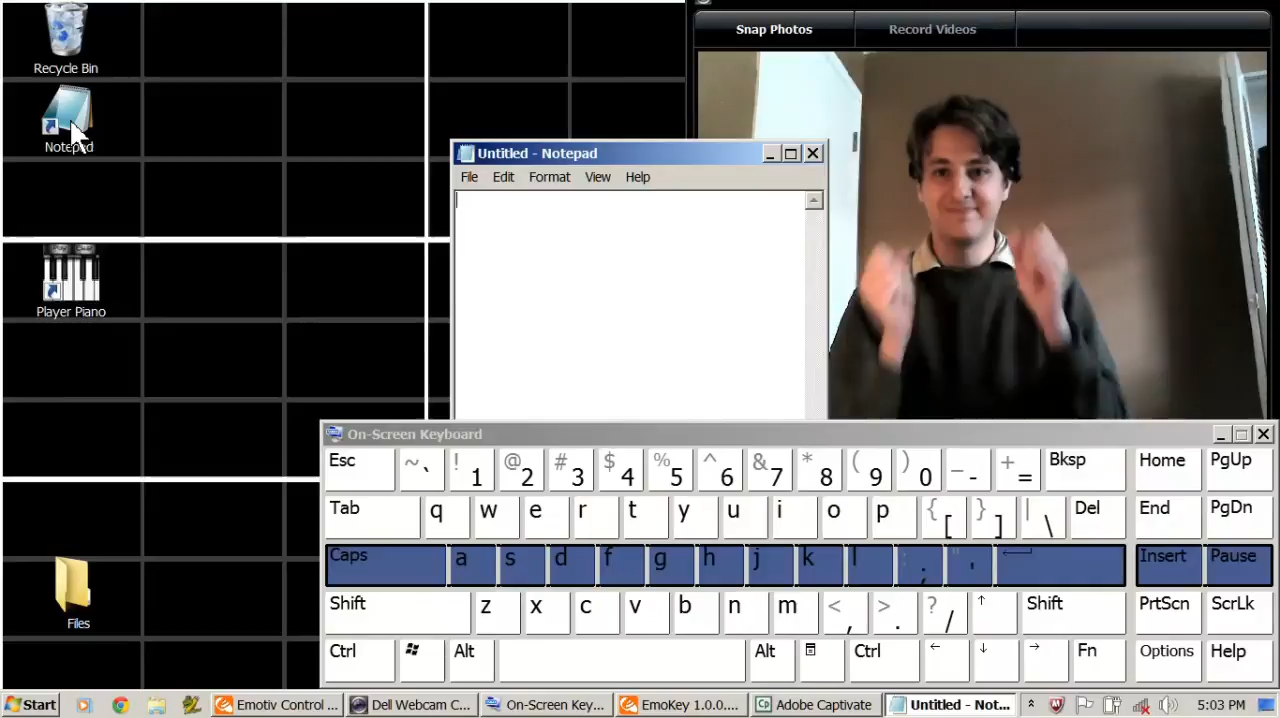 Snap Photos Record Videos
Recycle Bin
Notepad
Untitled - Notepad
File Edit Format View Help
Player Piano
On-Screen Keyboard
Esc ~ ` ! 1 @ 2 # 3 $ 4 % 5 ^ 6 & 7 * 8 ( 9 ) 0 _ - + = Bksp Home PgUp
Tab q w e r t y u i o p { [ } ] | \ Del End PgDn
Caps a s d f g h j k l : ; " ' Insert Pause
Shift z x c v b n m < , > . ? / ↑ Shift PrtScn ScrLk
Ctrl Alt Alt Ctrl ← ↓ → Fn Options Help
Files
Start Emotiv Control ... Dell Webcam C... On-Screen Key... EmoKey 1.0.0.... Adobe Captivate Untitled - Not... 5:03 PM